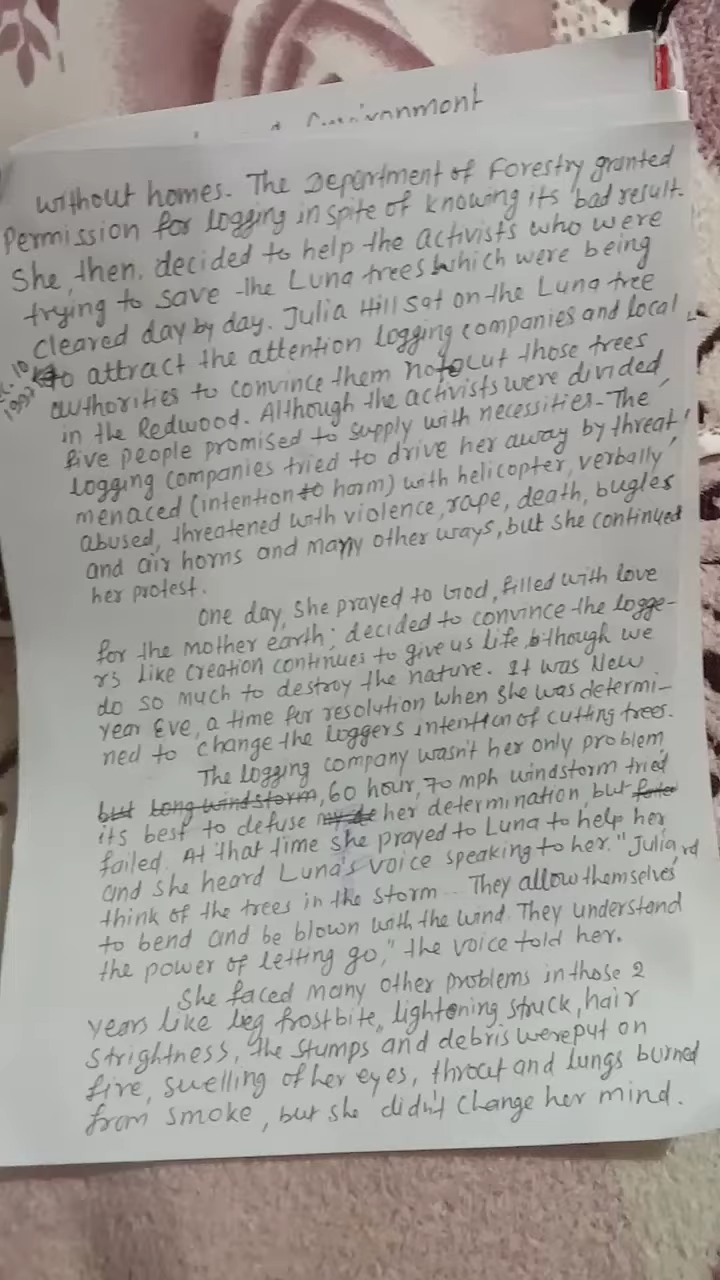 without homes. The Department of Forestry granted
Permission for logging inspite of knowing its bad result.
She, then, decided to help the activists who were
trying to save the Luna trees which were being
cleared day by day. Julia Hill sat on the Luna tree
to attract the attention logging companies and local
authorities to convince them not to cut those trees
in the Redwood. Although the activists were divided,
five people promised to supply with necessities. The
logging companies tried to drive her away by threat,
menaced (intention to harm) with helicopter, verbally
abused, threatened with violence, rape, death, bugles
and air horns and many other ways, but she continued
her protest.
One day, she prayed to God, filled with love
for the mother earth; decided to convince the logge-
rs like creation continues to give us life though we
do so much to destroy the nature. It was New
year Eve, a time for resolution when she was determi-
ned to change the loggers intention of cutting trees.
The logging company wasn't her only problem
but long windstorm, 60 hour, 70 mph windstorm tried
its best to defuse her determination, but
failed. At that time she prayed to Luna to help her
and she heard Luna's voice speaking to her. "Julia,
think of the trees in the storm... They allow themselves
to bend and be blown with the wind. They understand
the power of letting go," the voice told her.
She faced many other problems in those 2
years like leg frostbite, lightening struck, hair
strightness, the stumps and debris were put on
fire, swelling of her eyes, throat and lungs burned
from smoke, but she didn't change her mind.